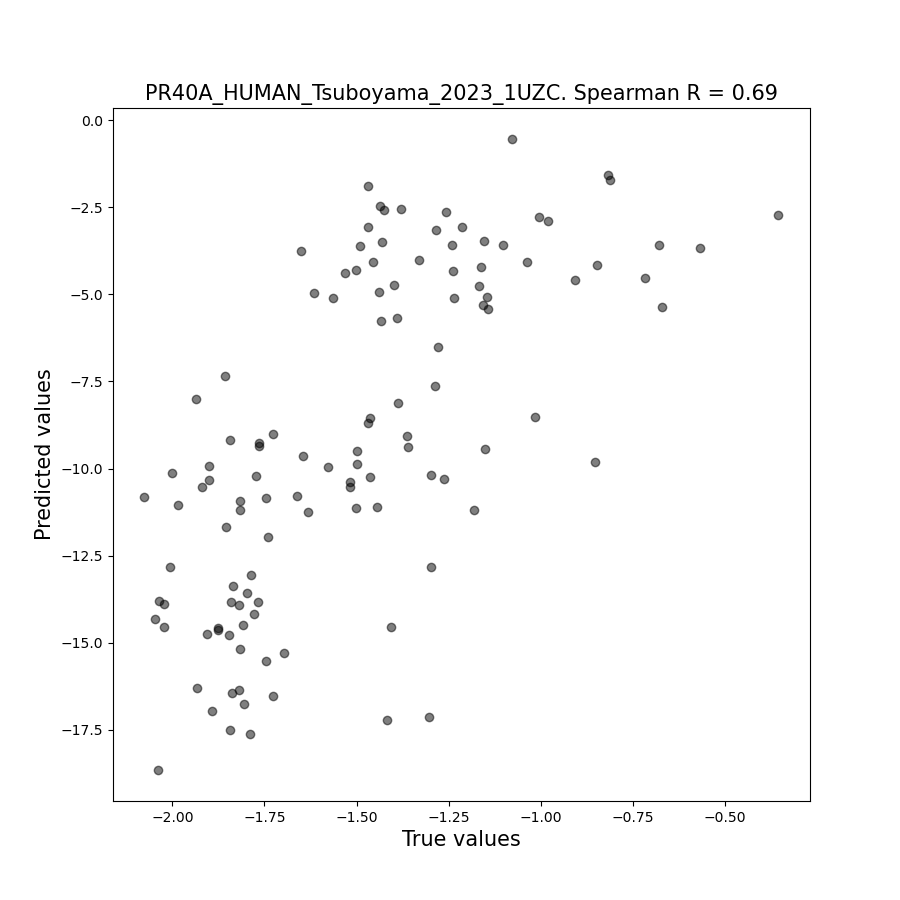 PR40A_HUMAN_Tsuboyama_2023_1UZC. Spearman R = 0.69
0.0
−2.5
−5.0
−7.5
−10.0
−12.5
−15.0
−17.5
Predicted values
−2.00 −1.75 −1.50 −1.25 −1.00 −0.75 −0.50
True values